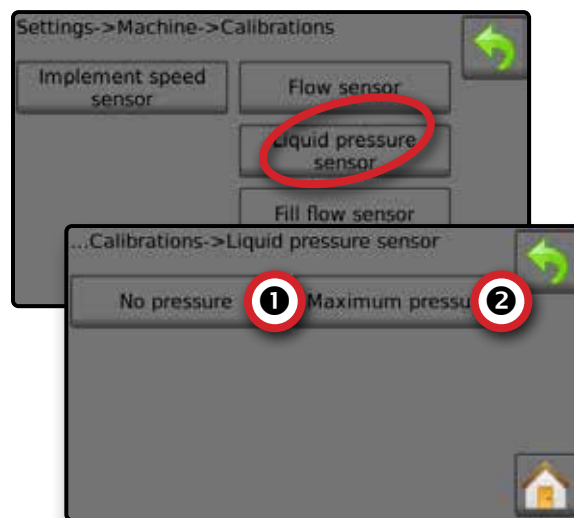 Settings->Machine->Calibrations
Implement speed
sensor
Flow sensor
Liquid pressure
sensor
Fill flow sensor
...Calibrations->Liquid pressure sensor
No pressure
1
Maximum pressu
2